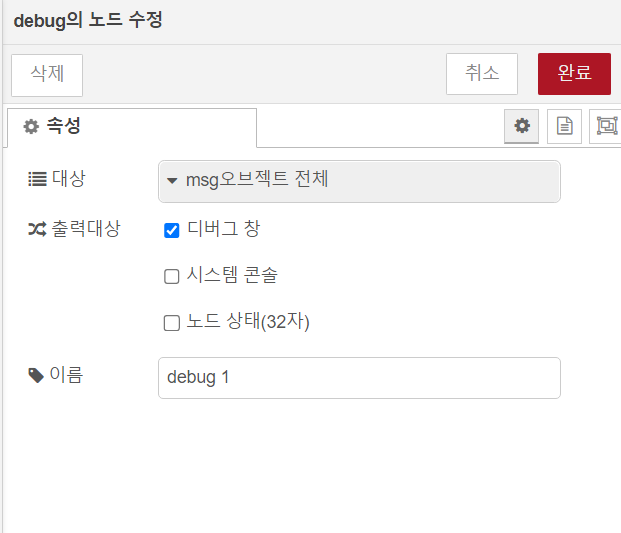 debug의 노드 수정
삭제
취소
완료
속성
대상
msg오브젝트 전체
출력대상
디버그 창
시스템 콘솔
노드 상태(32자)
이름
debug 1